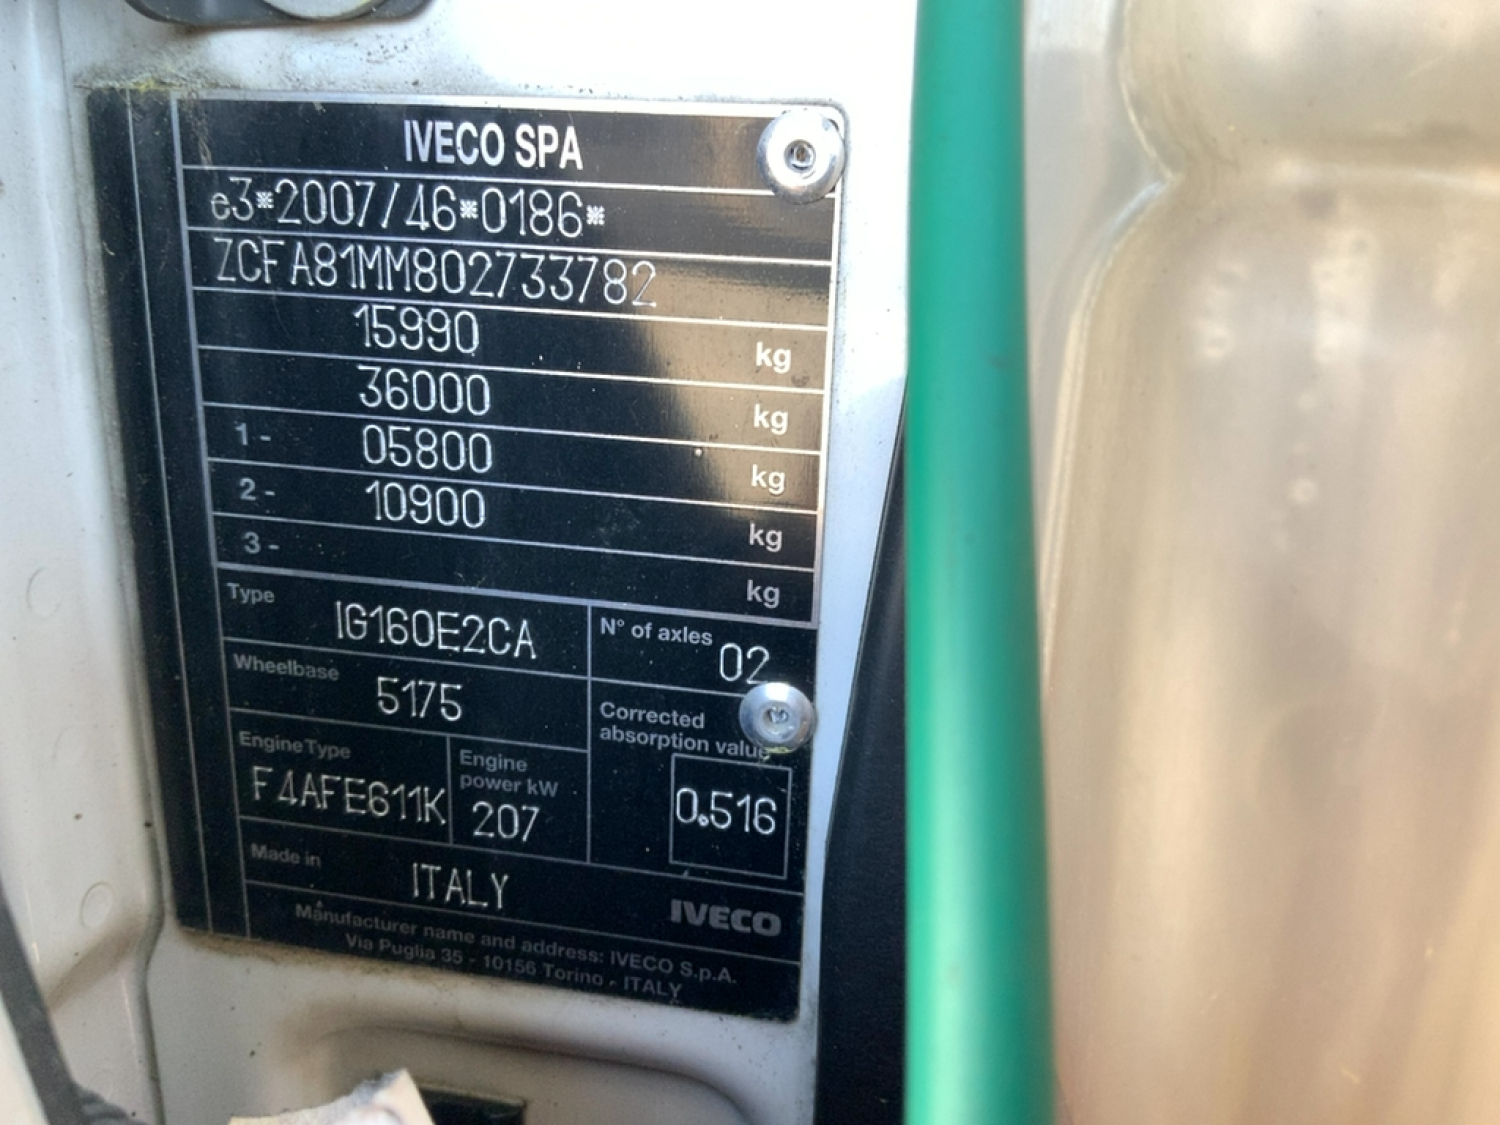 IVECO SPA
e3*2007/46*0186*
ZCFA81MM802733782
15990 kg
36000 kg
1 - 05800 kg
2 - 10900 kg
3 - kg
Type IG160E2CA
N° of axles 02
Wheelbase 5175
Corrected absorption value 0.516
Engine Type F4AFE611K
Engine power kW 207
Made in ITALY
IVECO
Manufacturer name and address: IVECO S.p.A.
Via Puglia 35 - 10156 Torino - ITALY